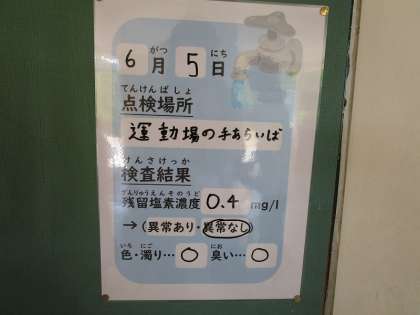 がつ にち
6月5日
てんけんばしょ
点検場所
運動場の手あらいば
けんさけっか
検査結果
ざんりゅうえんそのうど
残留塩素濃度 0.4 mg/l
→(異常あり・異常なし)
いろ にご にお
色・濁り…○ 臭い…○